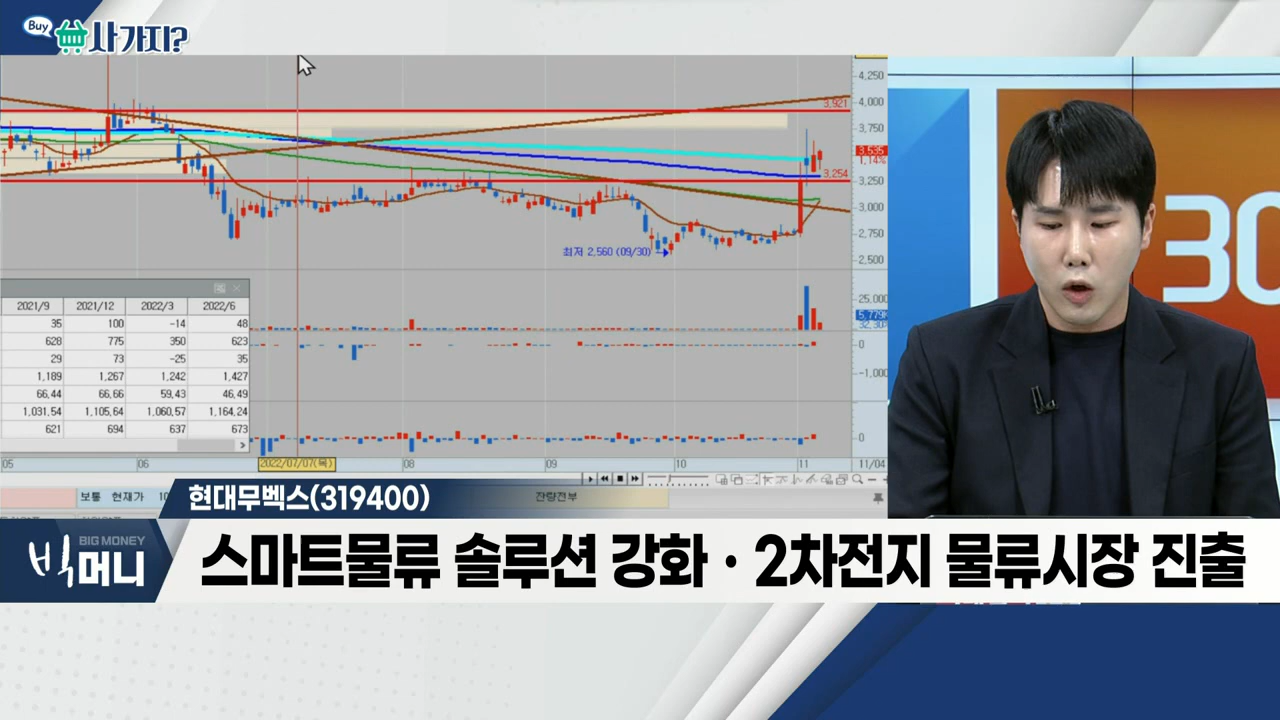 Buy
사가지?
4,250
4,000
3,921
3,750
3,535
1,14%
3,254
3,250
3,000
2,750
2,500
최저 2,560 (09/30)
25,000
0
-1,000
0
2021/9 2021/12 2022/3 2022/6
35 100 -14 48
628 775 350 623
29 73 -25 35
1,189 1,267 1,242 1,427
66,44 66,66 59,43 46,49
1,031,54 1,105,64 1,060,57 1,164,24
621 694 637 673
05 06 2022/07/07(목) 08 09 10 11 11/04
보통 현재가
잔량전부
30
현대무벡스(319400)
BIG MONEY
빅머니
스마트물류 솔루션 강화·2차전지 물류시장 진출